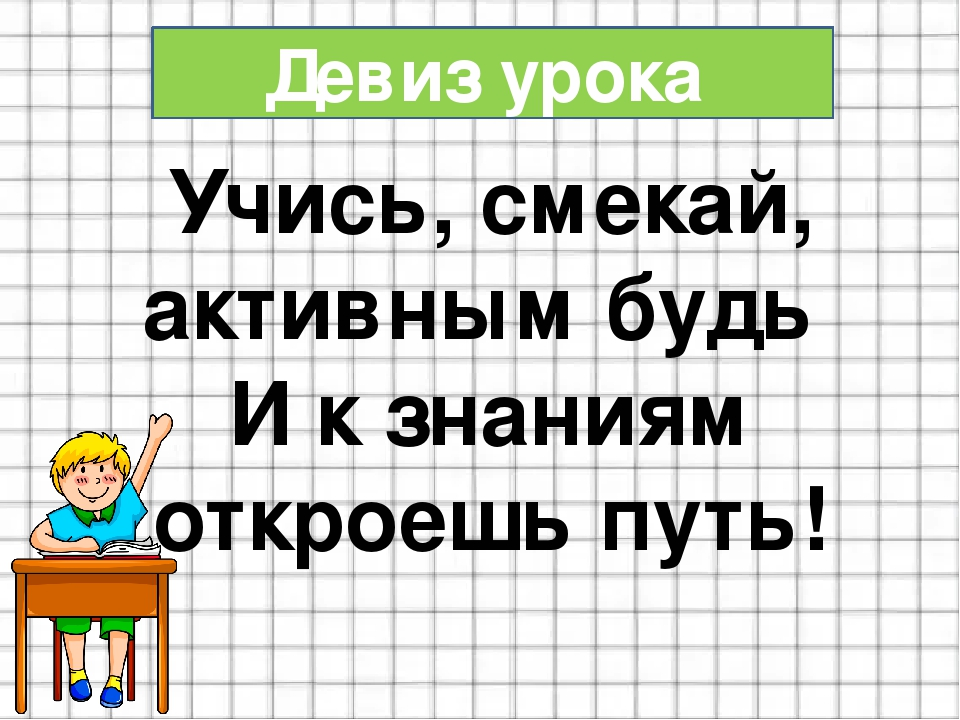 Девиз урока
Учись, смекай,
активным будь
И к знаниям
откроешь путь!